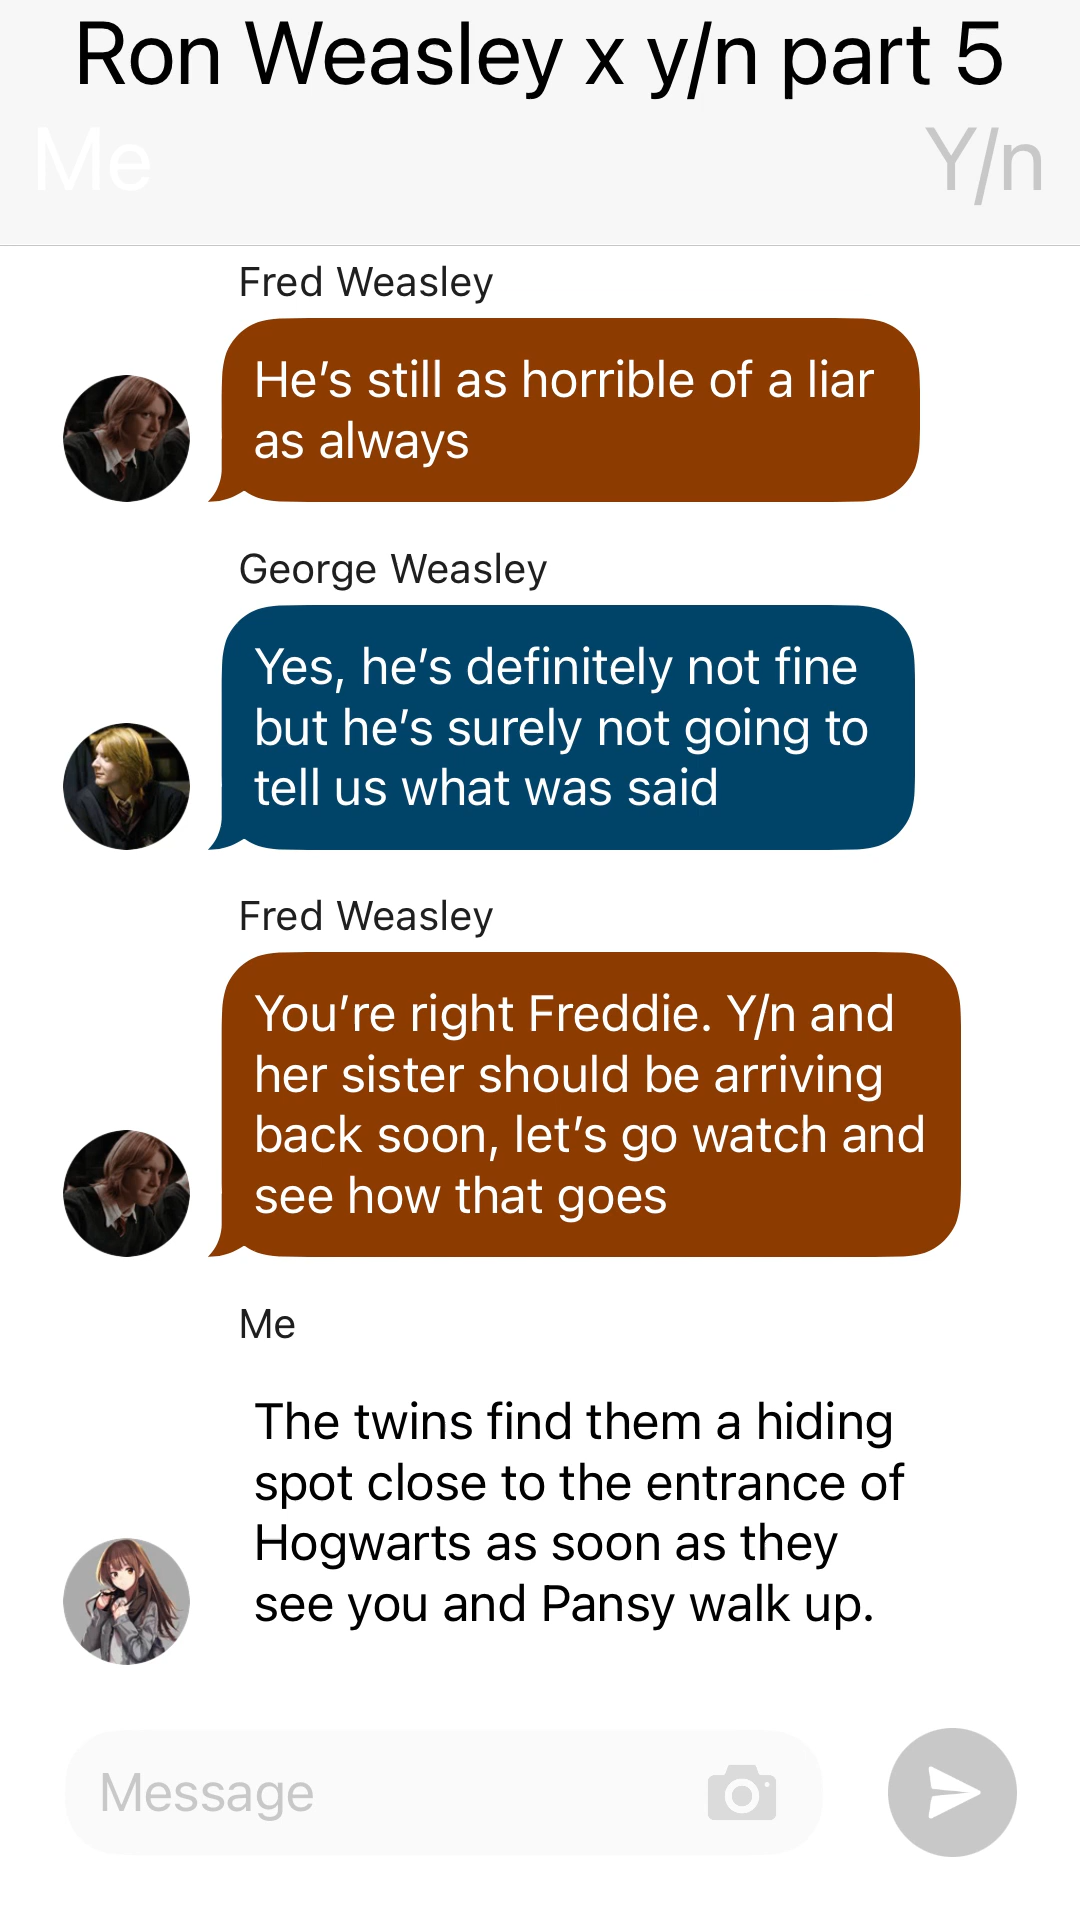 Ron Weasley x y/n part 5
Me
Y/n
Fred Weasley
He’s still as horrible of a liar
as always
George Weasley
Yes, he’s definitely not fine
but he’s surely not going to
tell us what was said
Fred Weasley
You’re right Freddie. Y/n and
her sister should be arriving
back soon, let’s go watch and
see how that goes
Me
The twins find them a hiding
spot close to the entrance of
Hogwarts as soon as they
see you and Pansy walk up.
Message